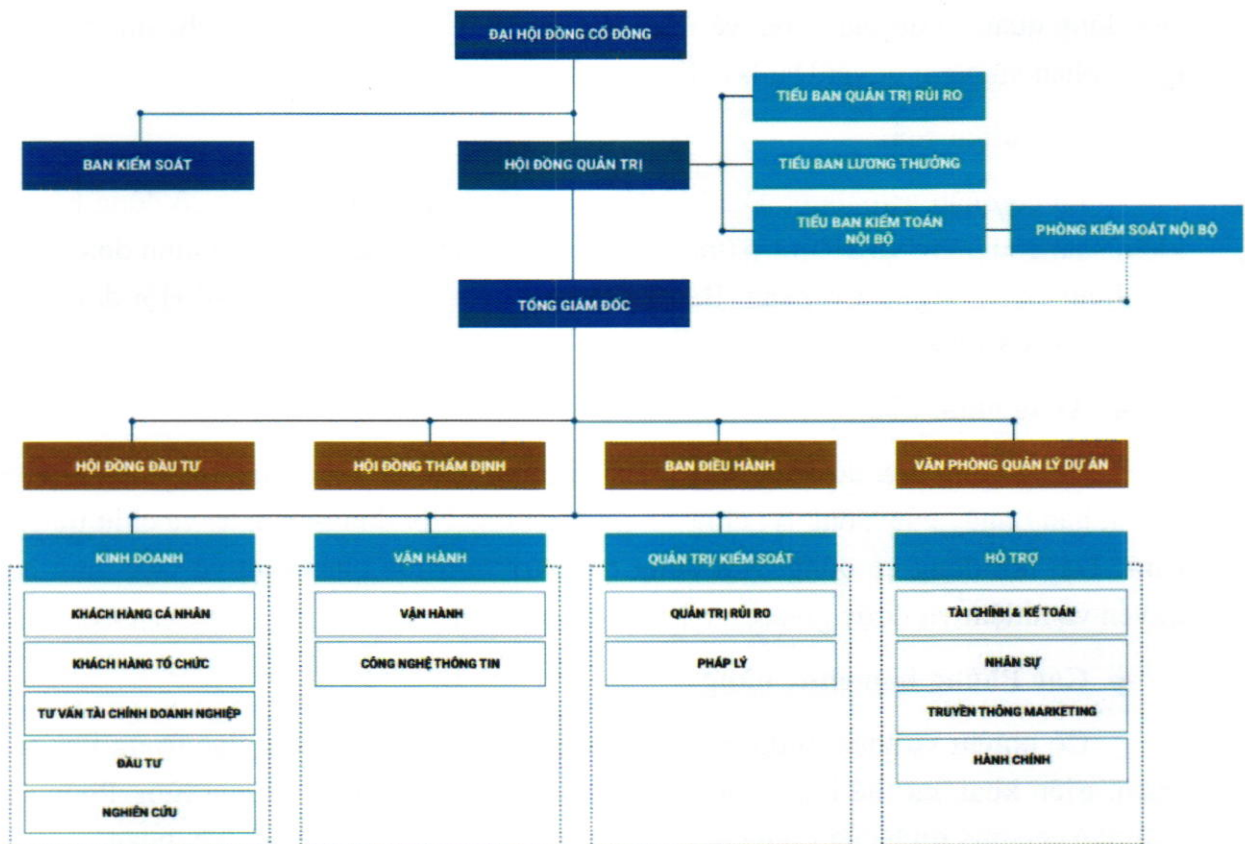 ĐẠI HỘI ĐỒNG CỔ ĐÔNG
TIỂU BAN QUẢN TRỊ RỦI RO
BAN KIỂM SOÁT
HỘI ĐỒNG QUẢN TRỊ
TIỂU BAN LƯƠNG THƯỞNG
TIỂU BAN KIỂM TOÁN
NỘI BỘ
PHÒNG KIỂM SOÁT NỘI BỘ
TỔNG GIÁM ĐỐC
HỘI ĐỒNG ĐẦU TƯ
HỘI ĐỒNG THẨM ĐỊNH
BAN ĐIỀU HÀNH
VĂN PHÒNG QUẢN LÝ DỰ ÁN
KINH DOANH
VẬN HÀNH
QUẢN TRỊ/ KIỂM SOÁT
HỖ TRỢ
KHÁCH HÀNG CÁ NHÂN
VẬN HÀNH
QUẢN TRỊ RỦI RO
TÀI CHÍNH & KẾ TOÁN
KHÁCH HÀNG TỔ CHỨC
CÔNG NGHỆ THÔNG TIN
PHÁP LÝ
NHÂN SỰ
TƯ VẤN TÀI CHÍNH DOANH NGHIỆP
TRUYỀN THÔNG MARKETING
ĐẦU TƯ
HÀNH CHÍNH
NGHIÊN CỨU